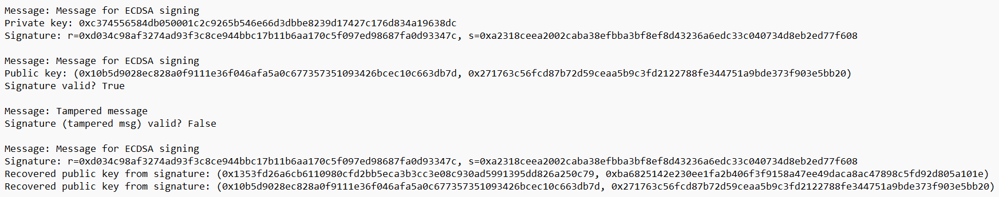 Message: Message for ECDSA signing
Private key: 0xc374556584db050001c2c9265b546e66d3dbbe8239d17427c176d834a19638dc
Signature: r=0xd034c98af3274ad93f3c8ce944bbc17b11b6aa170c5f097ed98687fa0d93347c, s=0xa2318ceea2002caba38efbba3bf8ef8d43236a6edc33c040734d8eb2ed77f608
Message: Message for ECDSA signing
Public key: (0x10b5d9028ec828a0f9111e36f046afa5a0c677357351093426bcec10c663db7d, 0x271763c56fcd87b72d59ceaa5b9c3fd2122788fe344751a9bde373f903e5bb20)
Signature valid? True
Message: Tampered message
Signature (tampered msg) valid? False
Message: Message for ECDSA signing
Signature: r=0xd034c98af3274ad93f3c8ce944bbc17b11b6aa170c5f097ed98687fa0d93347c, s=0xa2318ceea2002caba38efbba3bf8ef8d43236a6edc33c040734d8eb2ed77f608
Recovered public key from signature: (0x1353fd26a6cb6110980cfd2bb5eca3b3cc3e08c930ad5991395dd826a250c79, 0xba6825142e230ee1fa2b406f3f9158a47ee49daca8ac47898c5fd92d805a101e)
Recovered public key from signature: (0x10b5d9028ec828a0f9111e36f046afa5a0c677357351093426bcec10c663db7d, 0x271763c56fcd87b72d59ceaa5b9c3fd2122788fe344751a9bde373f903e5bb20)